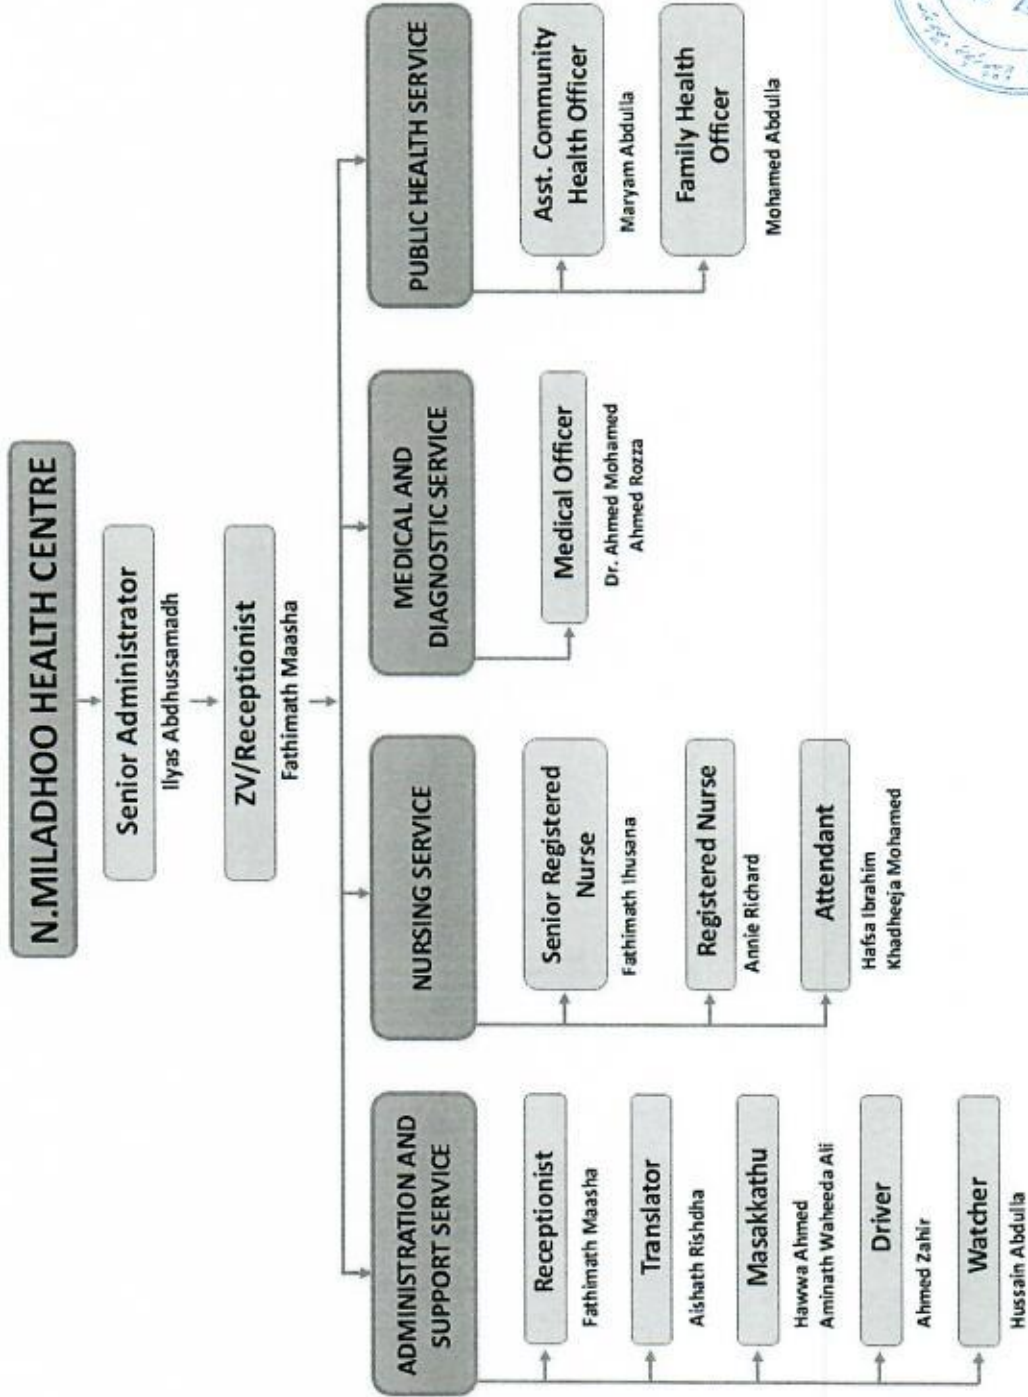 N.MILADHOO HEALTH CENTRE
Senior Administrator
Ilyas Abdhussamadh
ZV/Receptionist
Fathimath Maasha
ADMINISTRATION AND
SUPPORT SERVICE
Receptionist
Fathimath Maasha
Translator
Aishath Rishdha
Masakkathu
Hawwa Ahmed
Aminath Waheeda Ali
Driver
Ahmed Zahir
Watcher
Hussain Abdulla
NURSING SERVICE
Senior Registered
Nurse
Fathimath Ihusana
Registered Nurse
Annie Richard
Attendant
Hafsa Ibrahim
Khadheeja Mohamed
MEDICAL AND
DIAGNOSTIC SERVICE
Medical Officer
Dr. Ahmed Mohamed
Ahmed Rozza
PUBLIC HEALTH SERVICE
Asst. Community
Health Officer
Maryam Abdulla
Family Health
Officer
Mohamed Abdulla